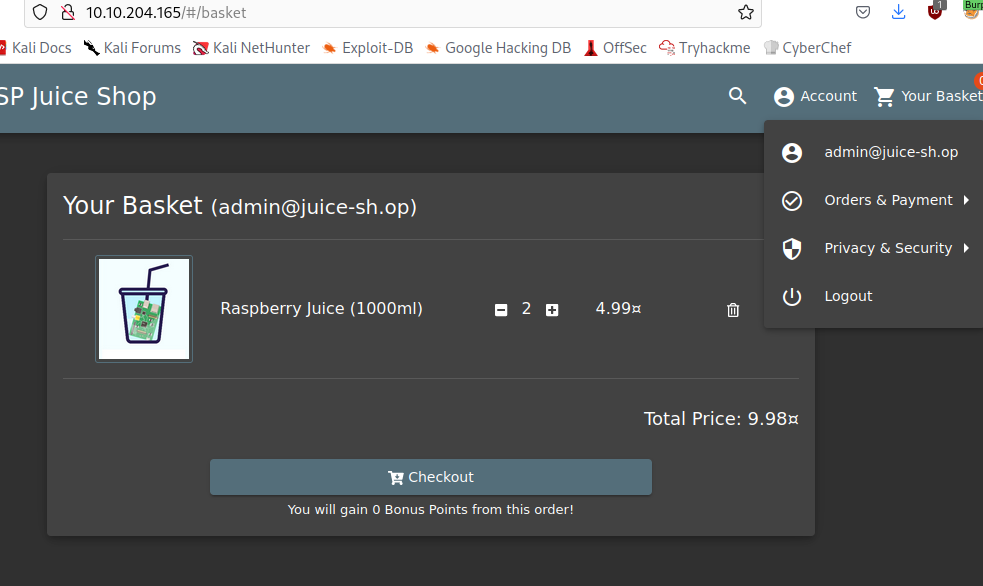 10.10.204.165/#/basket
1
Burp
Kali Docs Kali Forums Kali NetHunter Exploit-DB Google Hacking DB OffSec Tryhackme CyberChef
SP Juice Shop
Account Your Basket
admin@juice-sh.op
Orders & Payment
Privacy & Security
Logout
Your Basket (admin@juice-sh.op)
Raspberry Juice (1000ml) 2 4.99¤
Total Price: 9.98¤
Checkout
You will gain 0 Bonus Points from this order!